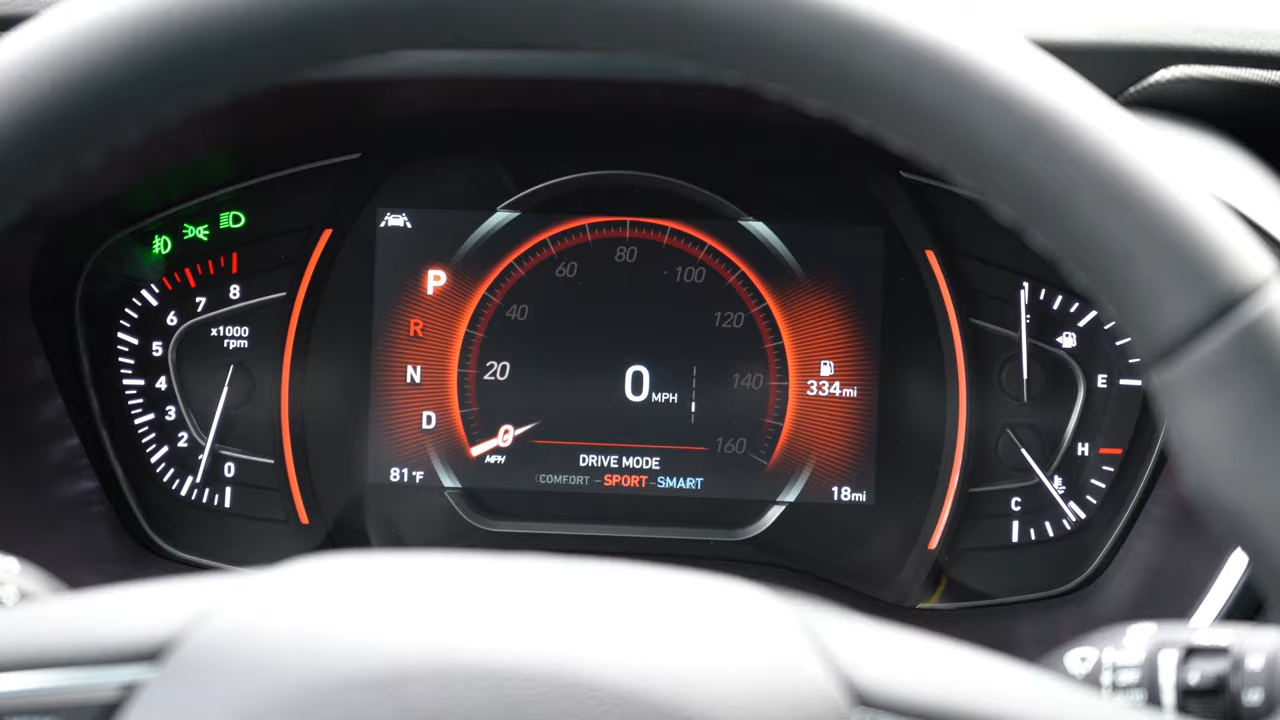 8
7
6
5
4
3
2
0
x1000
rpm
P
R
N
D
81°F
0
MPH
20
40
60
80
100
120
140
160
0 MPH
DRIVE MODE
COMFORT – SPORT – SMART
334mi
18mi
E
H
C